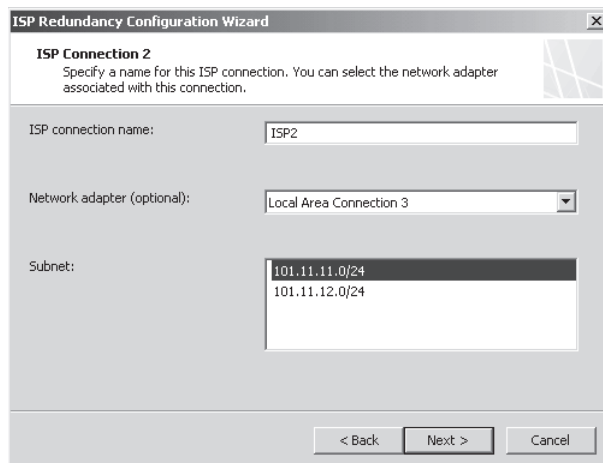 ISP Redundancy Configuration Wizard
ISP Connection 2
Specify a name for this ISP connection. You can select the network adapter
associated with this connection.
ISP connection name:
ISP2
Network adapter (optional):
Local Area Connection 3
Subnet:
101.11.11.0/24
101.11.12.0/24
< Back
Next >
Cancel